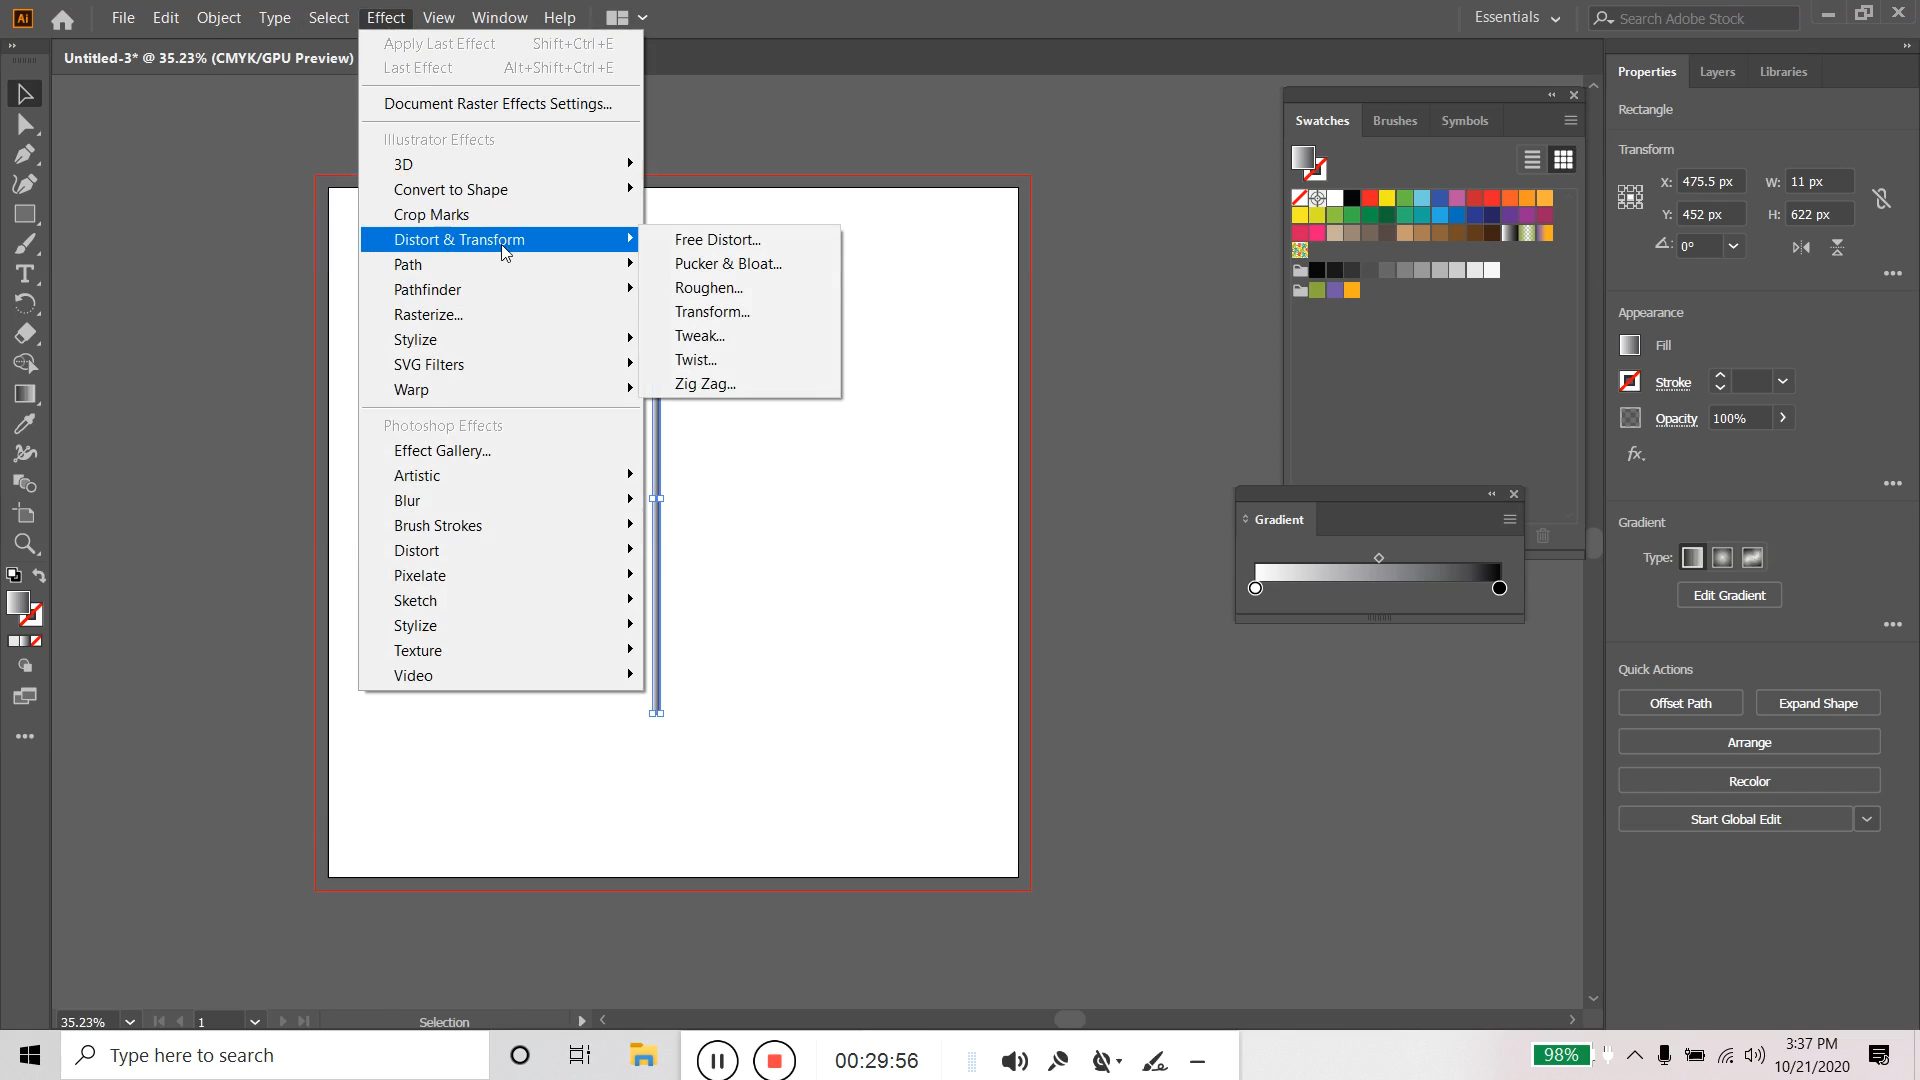 Ai File Edit Object Type Select Effect View Window Help
Essentials
Search Adobe Stock
Untitled-3* @ 35.23% (CMYK/GPU Preview)
Apply Last Effect Shift+Ctrl+E
Last Effect Alt+Shift+Ctrl+E
Document Raster Effects Settings...
Illustrator Effects
3D
Convert to Shape
Crop Marks
Distort & Transform
Path
Pathfinder
Rasterize...
Stylize
SVG Filters
Warp
Photoshop Effects
Effect Gallery...
Artistic
Blur
Brush Strokes
Distort
Pixelate
Sketch
Stylize
Texture
Video
Free Distort...
Pucker & Bloat...
Roughen...
Transform...
Tweak...
Twist...
Zig Zag...
Swatches Brushes Symbols
Gradient
Properties Layers Libraries
Rectangle
Transform
X: 475.5 px W: 11 px
Y: 452 px H: 622 px
0°
Appearance
Fill
Stroke
Opacity 100%
fx.
Gradient
Type:
Edit Gradient
Quick Actions
Offset Path Expand Shape
Arrange
Recolor
Start Global Edit
35.23% 1 Selection
Type here to search
00:29:56
98%
3:37 PM
10/21/2020